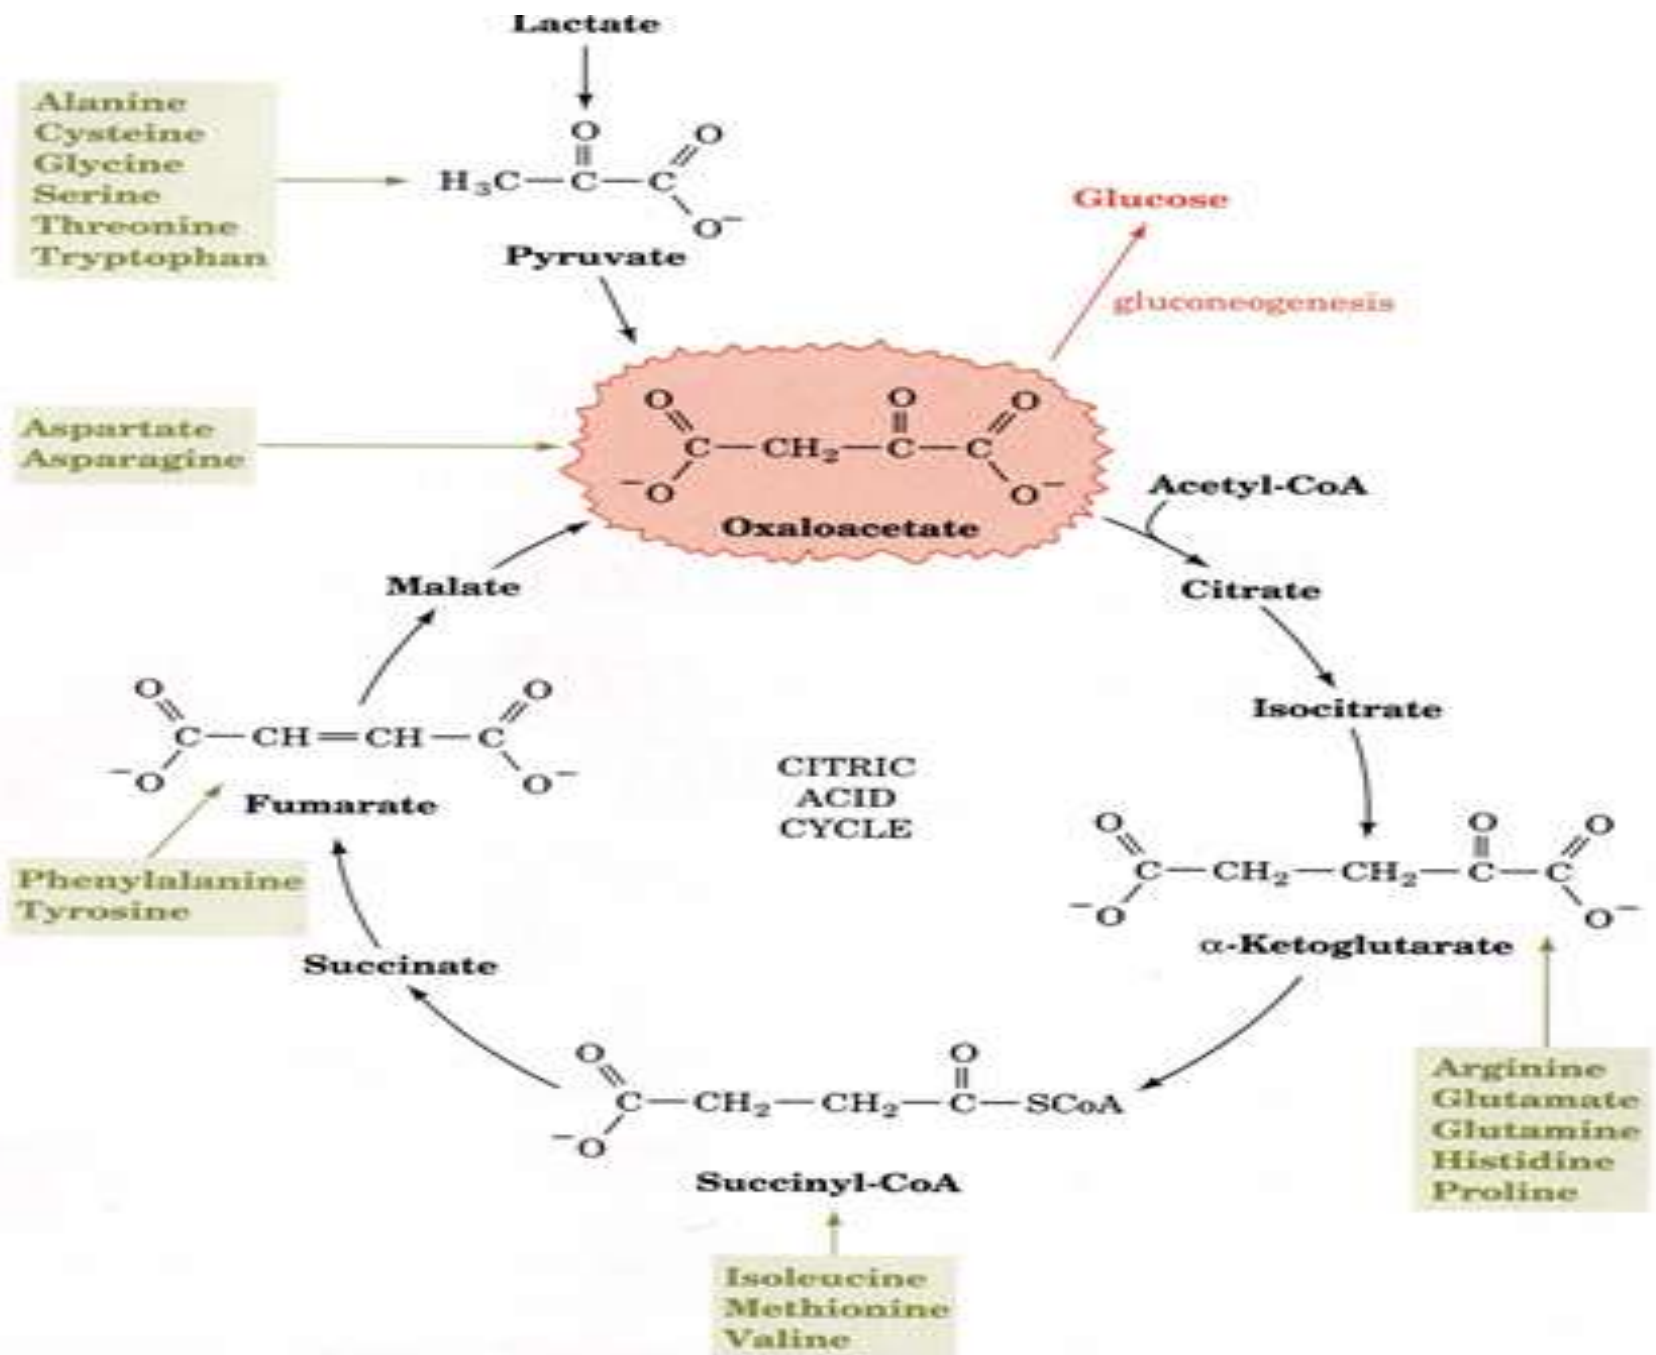 Lactate
Alanine
Cysteine
Glycine
Serine
Threonine
Tryptophan
O
O
H₃C—C—C
O⁻
Pyruvate
Glucose
gluconeogenesis
Aspartate
Asparagine
O
O
O
C—CH₂—C—C
⁻O
O⁻
Oxaloacetate
Acetyl-CoA
Malate
Citrate
Isocitrate
O
O
C—CH=CH—C
⁻O
O⁻
Fumarate
CITRIC
ACID
CYCLE
Phenylalanine
Tyrosine
O
O
O
C—CH₂—CH₂—C—C
⁻O
O⁻
α-Ketoglutarate
Succinate
O
O
C—CH₂—CH₂—C—SCoA
⁻O
Succinyl-CoA
Arginine
Glutamate
Glutamine
Histidine
Proline
Isoleucine
Methionine
Valine